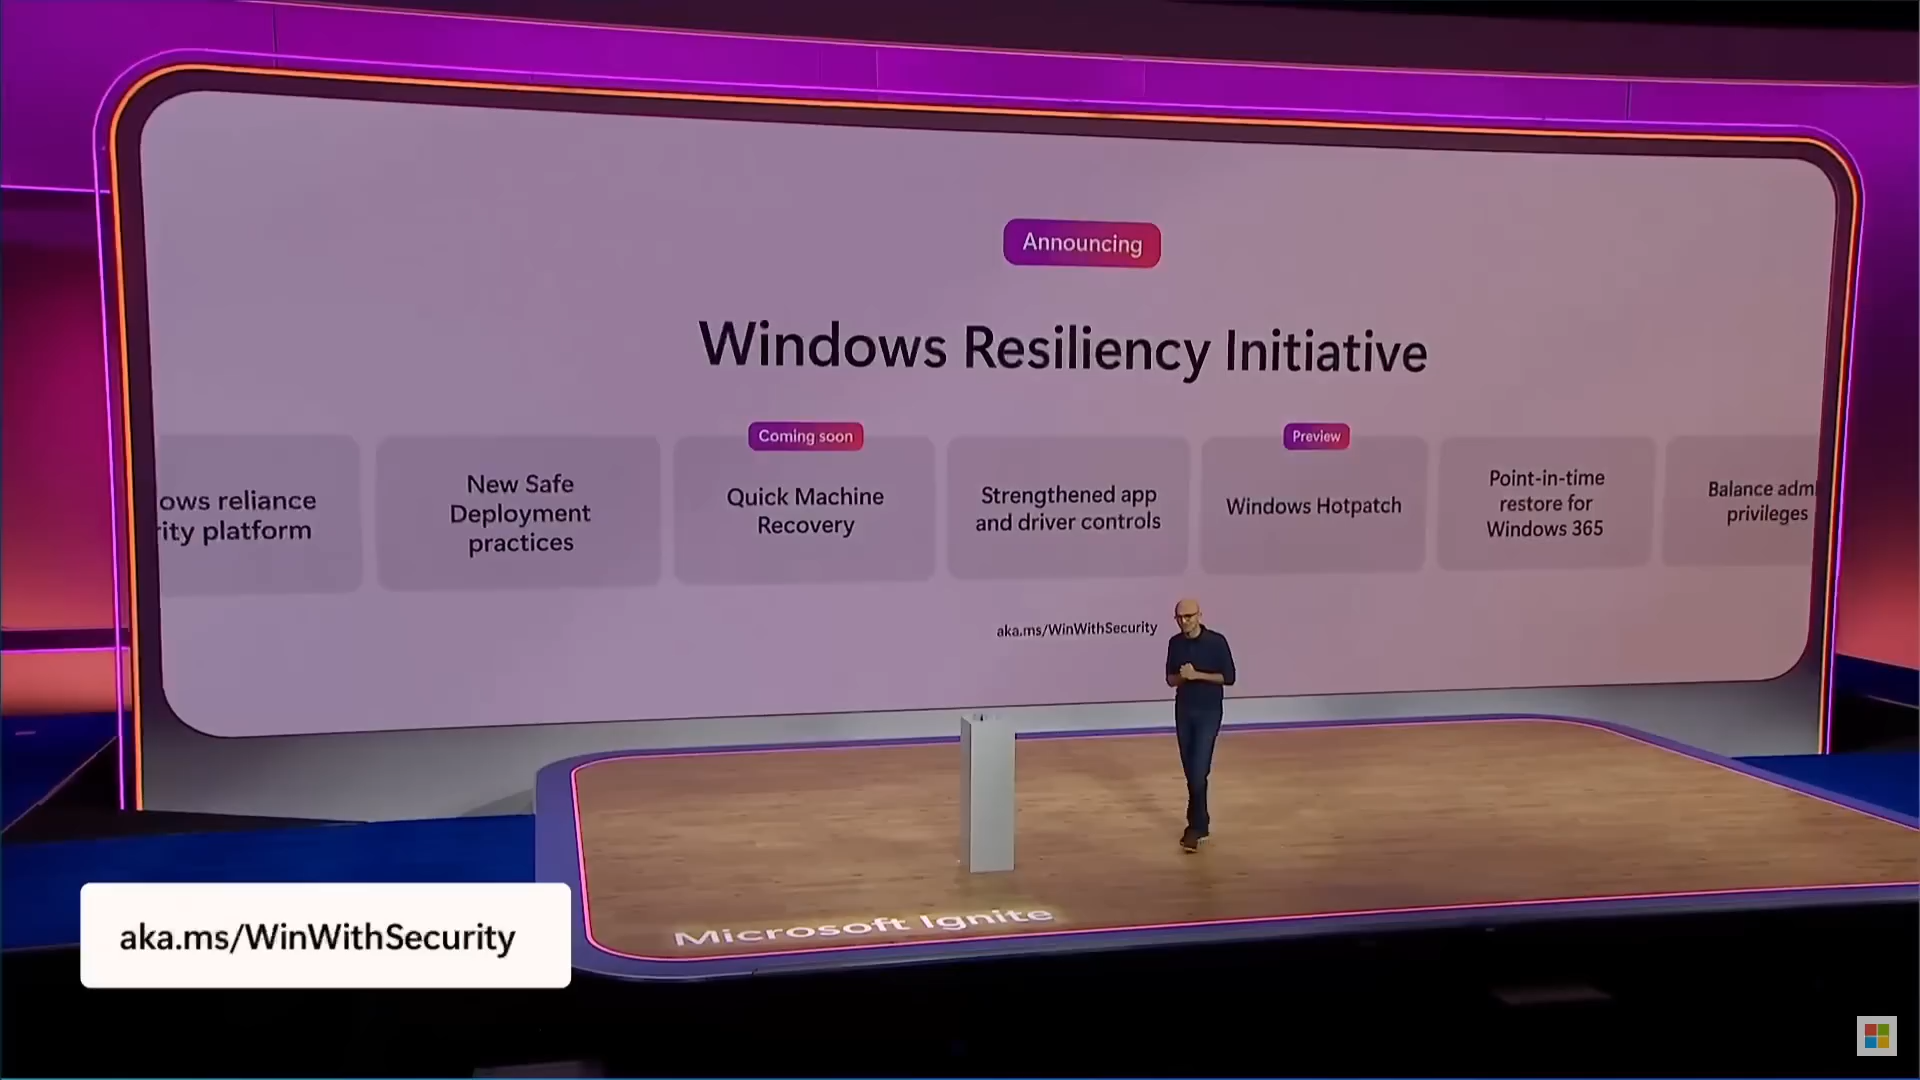 Announcing
Windows Resiliency Initiative
ows reliance
ity platform
New Safe
Deployment
practices
Coming soon
Quick Machine
Recovery
Strengthened app
and driver controls
Preview
Windows Hotpatch
Point-in-time
restore for
Windows 365
Balance adm
privileges
aka.ms/WinWithSecurity
Microsoft Ignite
aka.ms/WinWithSecurity